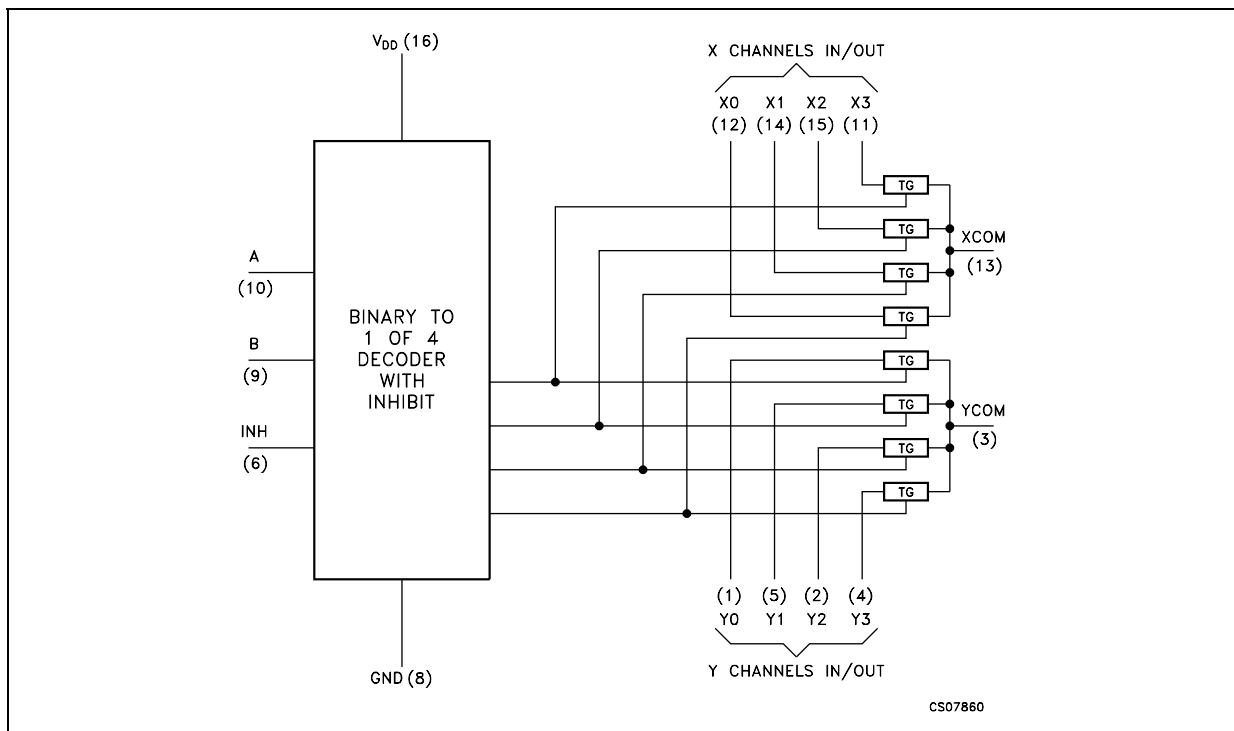 V_DD (16)
X CHANNELS IN/OUT
X0 X1 X2 X3
(12) (14) (15) (11)
TG
TG
XCOM
(13)
TG
TG
A
(10)
B
(9)
INH
(6)
BINARY TO
1 OF 4
DECODER
WITH
INHIBIT
TG
TG
YCOM
(3)
TG
TG
(1) (5) (2) (4)
Y0 Y1 Y2 Y3
Y CHANNELS IN/OUT
GND (8)
CS07860